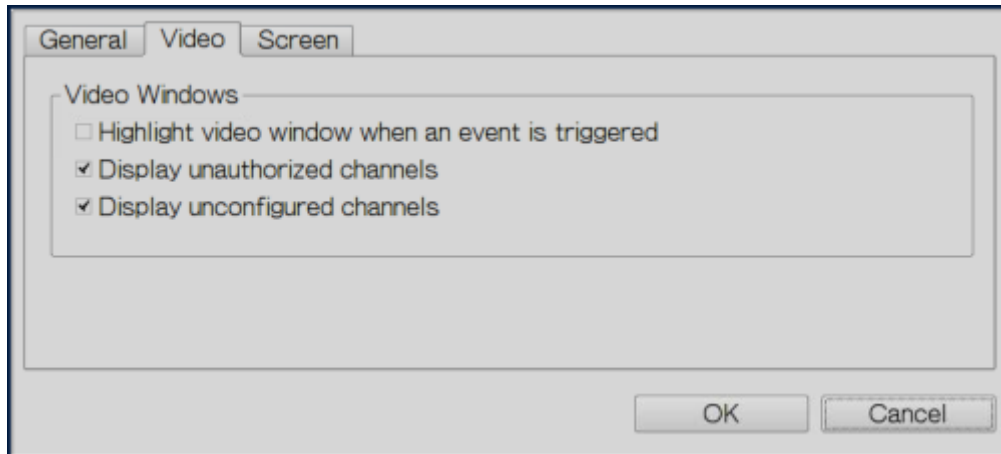 General Video Screen
Video Windows
Highlight video window when an event is triggered
Display unauthorized channels
Display unconfigured channels
OK Cancel